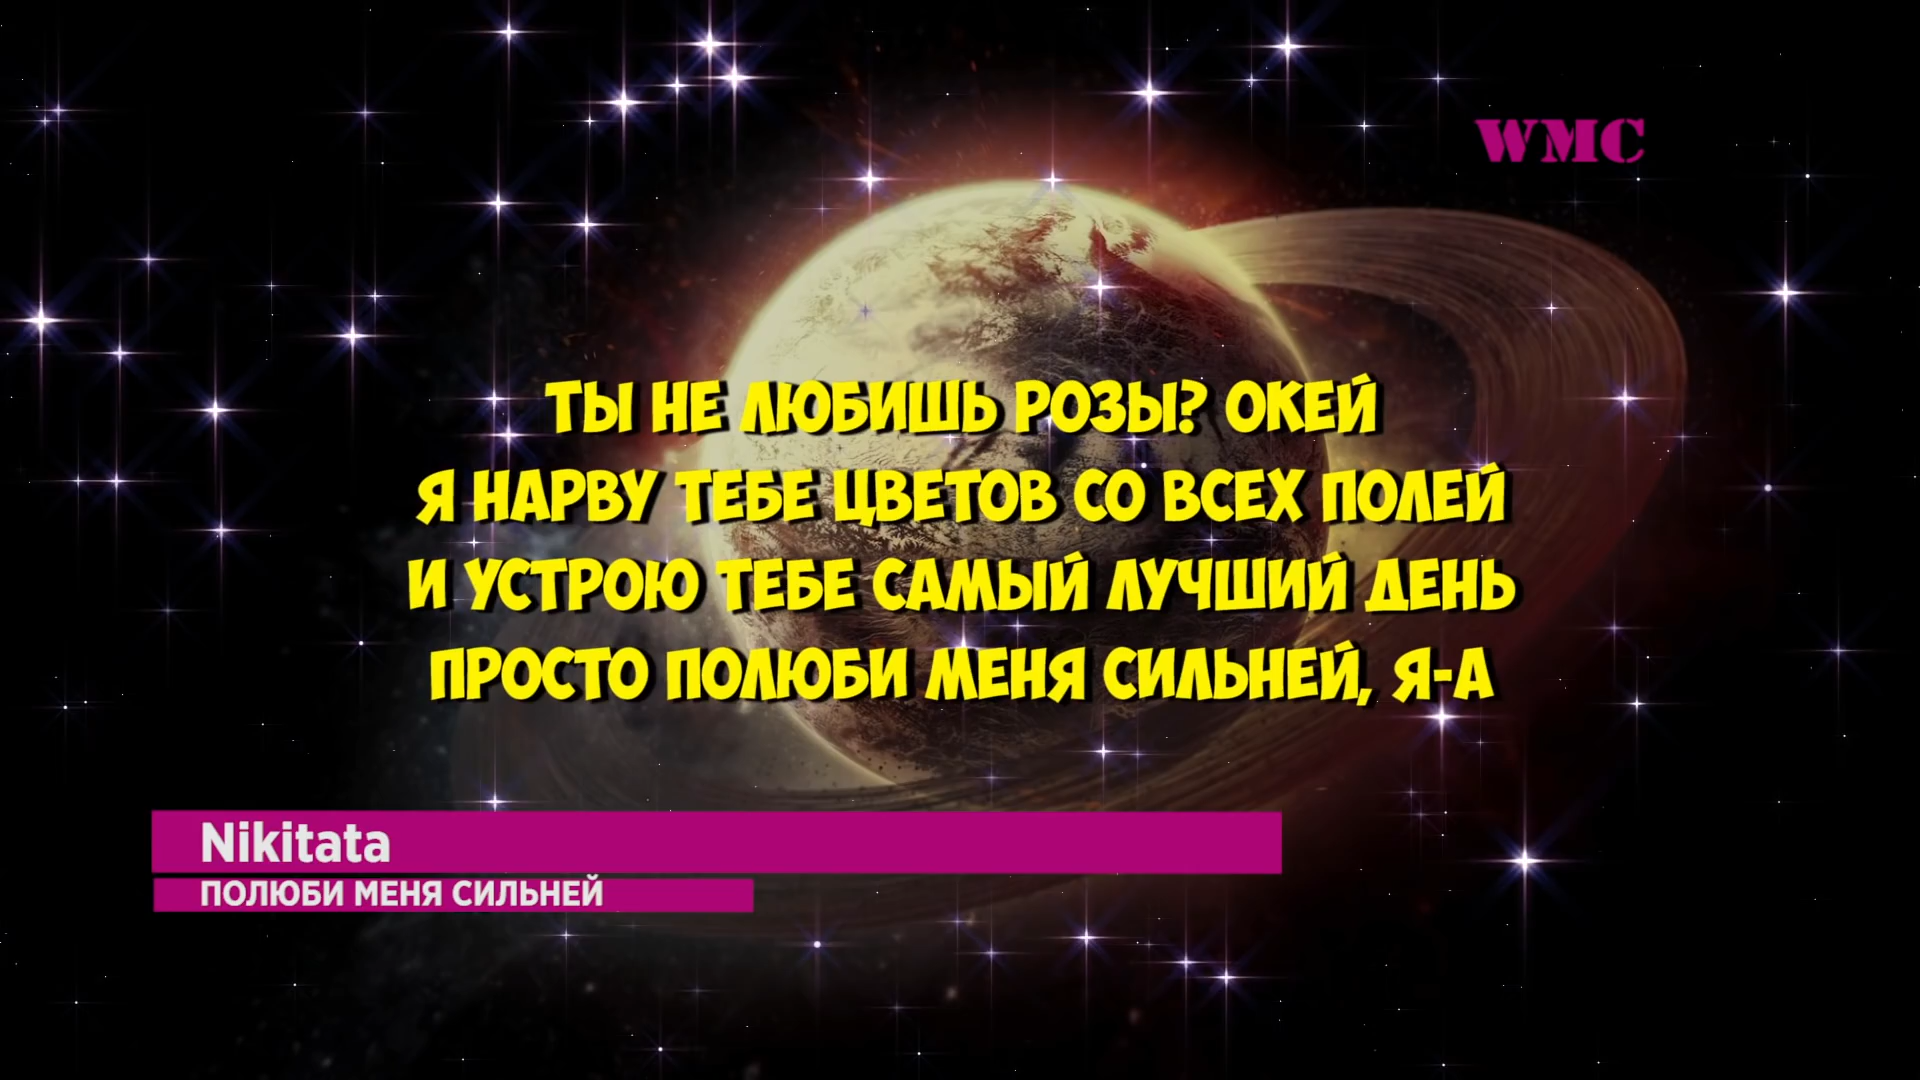 WMC
ТЫ НЕ ЛЮБИШЬ РОЗЫ? ОКЕЙ
Я НАРВУ ТЕБЕ ЦВЕТОВ СО ВСЕХ ПОЛЕЙ
И УСТРОЮ ТЕБЕ САМЫЙ ЛУЧШИЙ ДЕНЬ
ПРОСТО ПОЛЮБИ МЕНЯ СИЛЬНЕЙ, Я-А
Nikitata
ПОЛЮБИ МЕНЯ СИЛЬНЕЙ